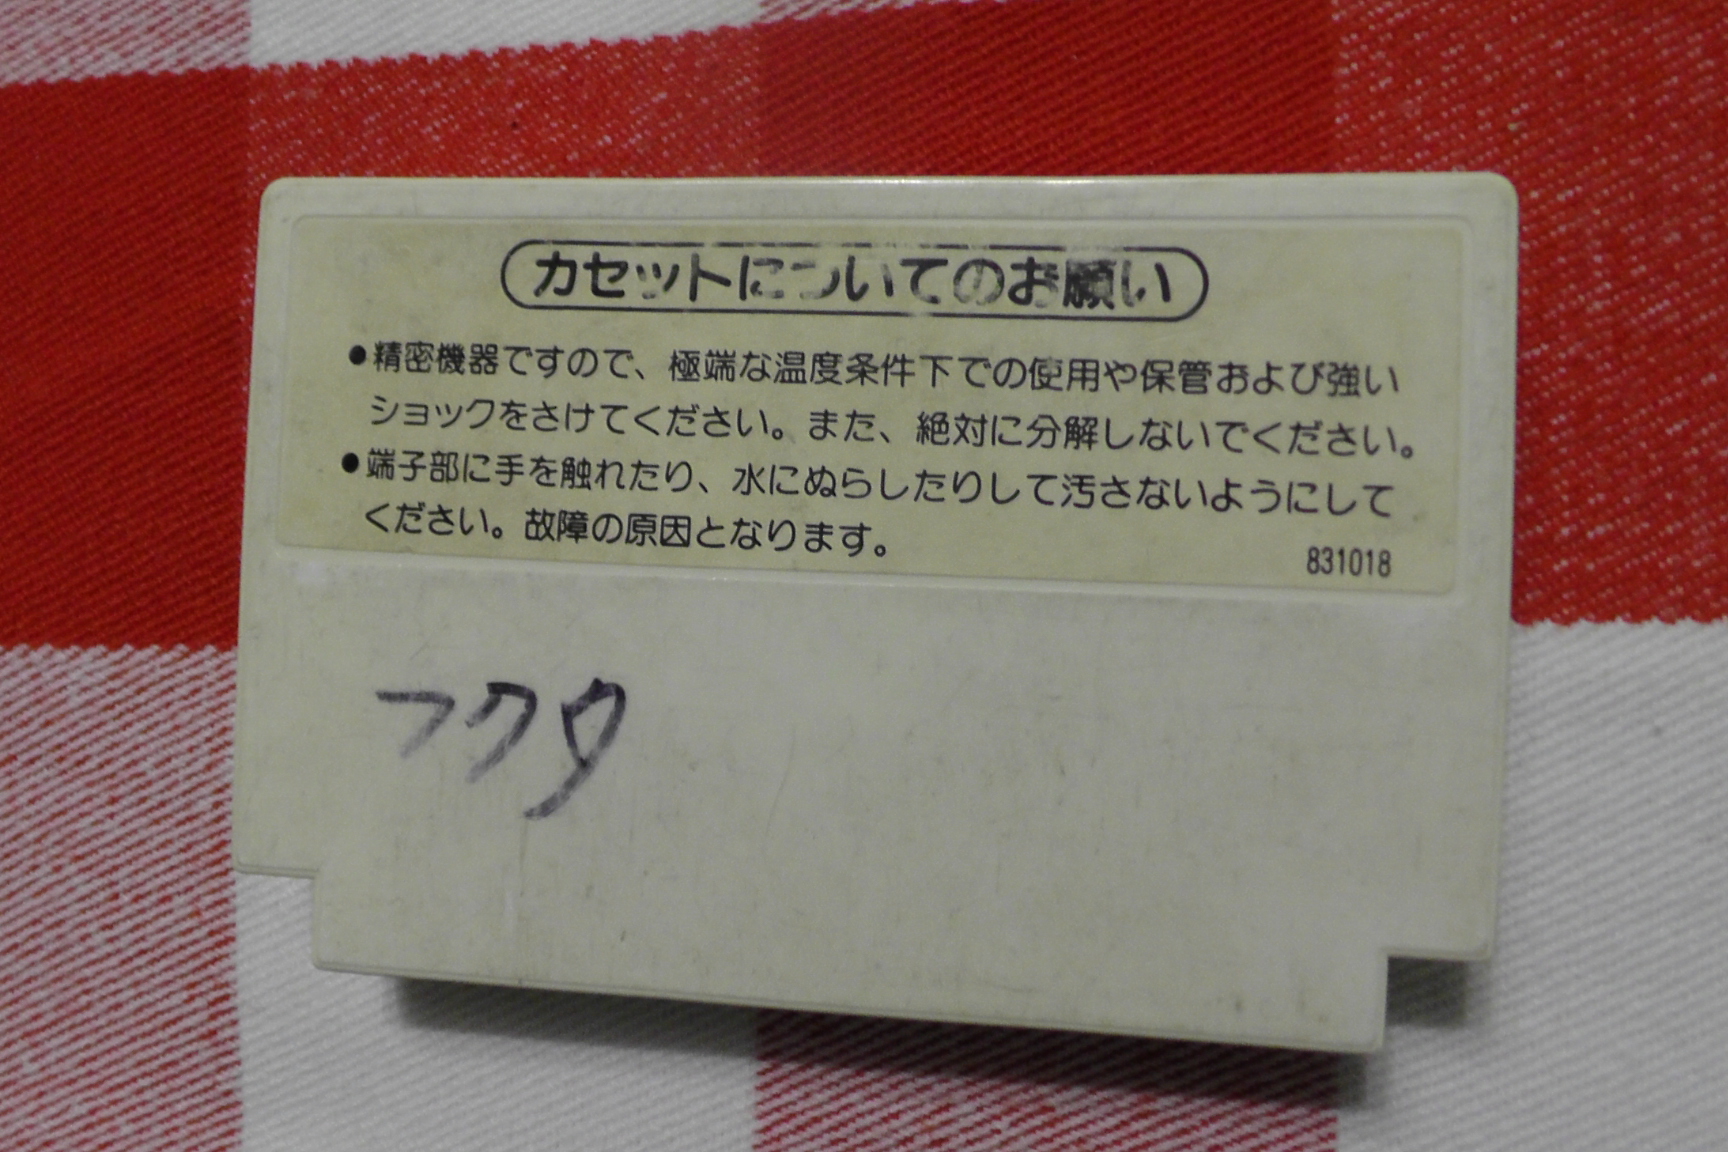 カセットについてのお願い
●精密機器ですので、極端な温度条件下での使用や保管および強い
ショックをさけてください。また、絶対に分解しないでください。
●端子部に手を触れたり、水にぬらしたりして汚さないようにして
ください。故障の原因となります。
831018
フクタ